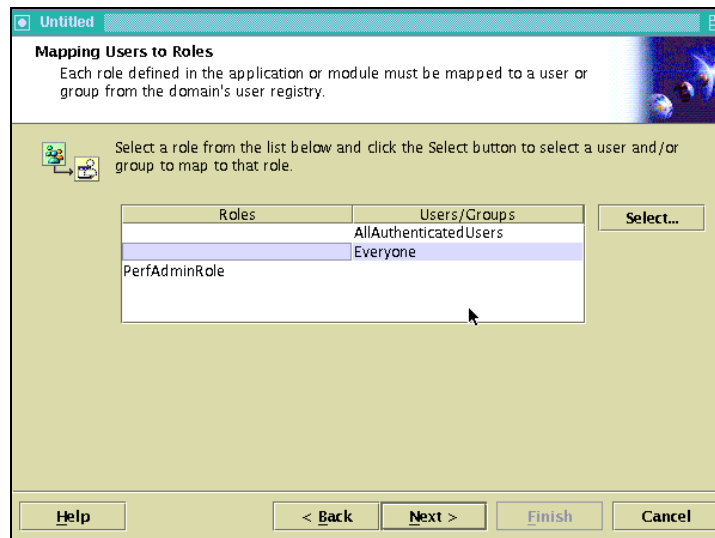 Untitled
Mapping Users to Roles
Each role defined in the application or module must be mapped to a user or
group from the domain's user registry.
Select a role from the list below and click the Select button to select a user and/or
group to map to that role.
Roles Users/Groups Select...
AllAuthenticatedUsers
Everyone
PerfAdminRole
Help < Back Next > Finish Cancel